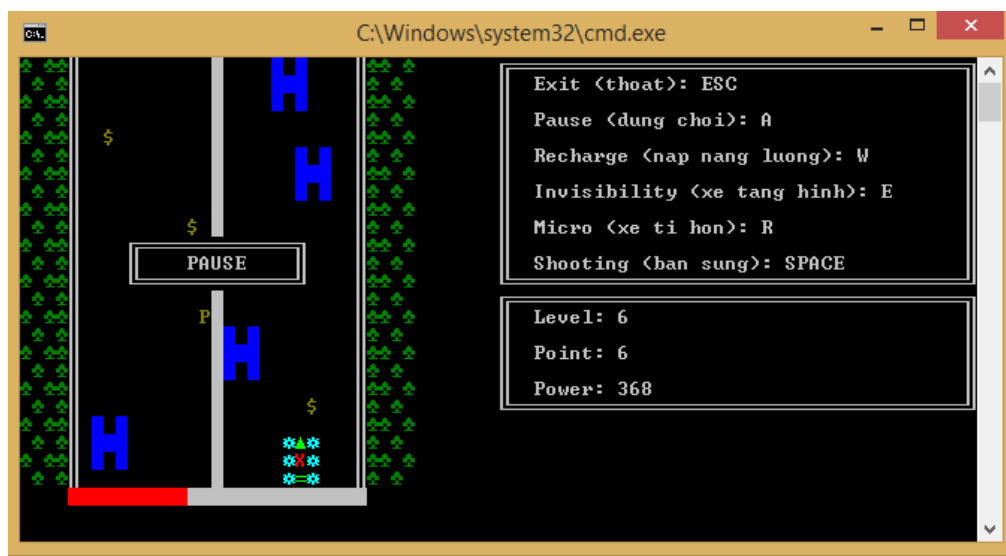 C:\Windows\system32\cmd.exe
Exit (thoat): ESC
Pause (dung choi): A
Recharge (nap nang luong): W
Invisibility (xe tang hinh): E
Micro (xe ti hon): R
Shooting (ban sung): SPACE
Level: 6
Point: 6
Power: 368
$
$
PAUSE
P
$